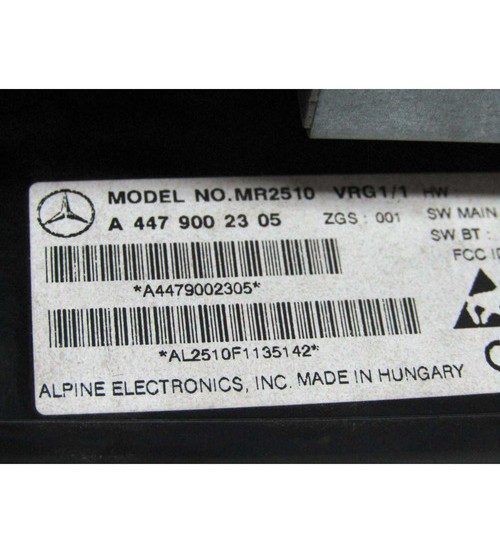 MODEL NO.MR2510 VRG1/1 HW
A 447 900 23 05 ZGS : 001 SW MAIN
SW BT :
FCC ID
*A4479002305*
*AL2510F1135142*
ALPINE ELECTRONICS, INC. MADE IN HUNGARY